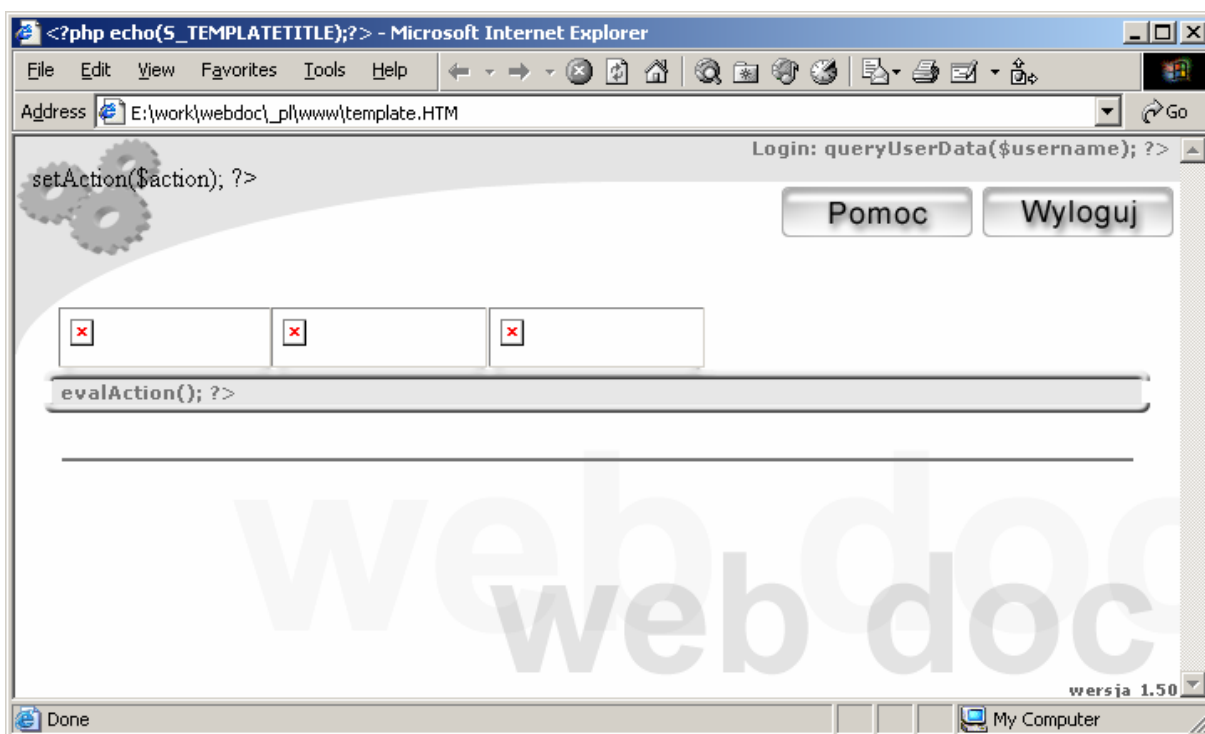 <?php echo(S_TEMPLATETITLE);?> - Microsoft Internet Explorer
File Edit View Favorites Tools Help
Address E:\work\webdoc\_pl\www\template.HTM Go
Login: queryUserData($username); ?>
setAction($action); ?>
Pomoc Wyloguj
evalAction(); ?>
web doc
web doc
wersja 1.50
Done My Computer